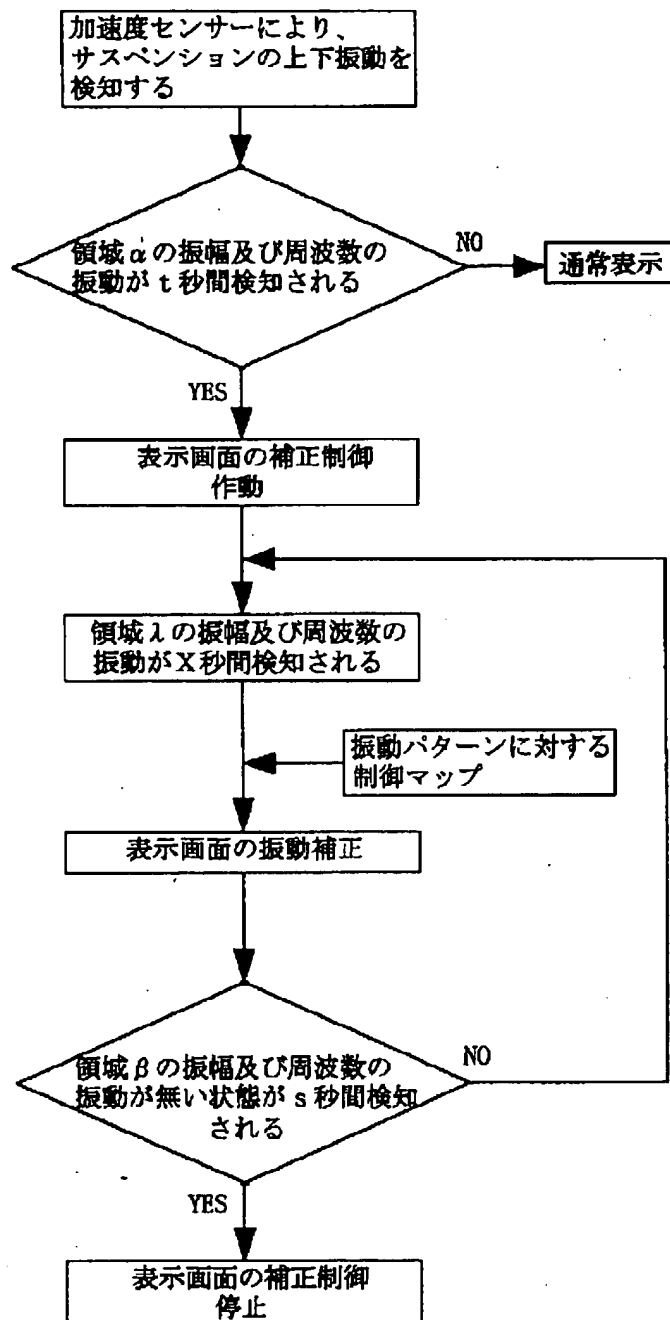 加速度センサーにより、
サスペンションの上下振動を
検知する
領域αの振幅及び周波数の
振動がｔ秒間検知される
NO
通常表示
YES
表示画面の補正制御
作動
領域λの振幅及び周波数の
振動がX秒間検知される
振動パターンに対する
制御マップ
表示画面の振動補正
領域βの振幅及び周波数の
振動が無い状態がｓ秒間検知
される
NO
YES
表示画面の補正制御
停止